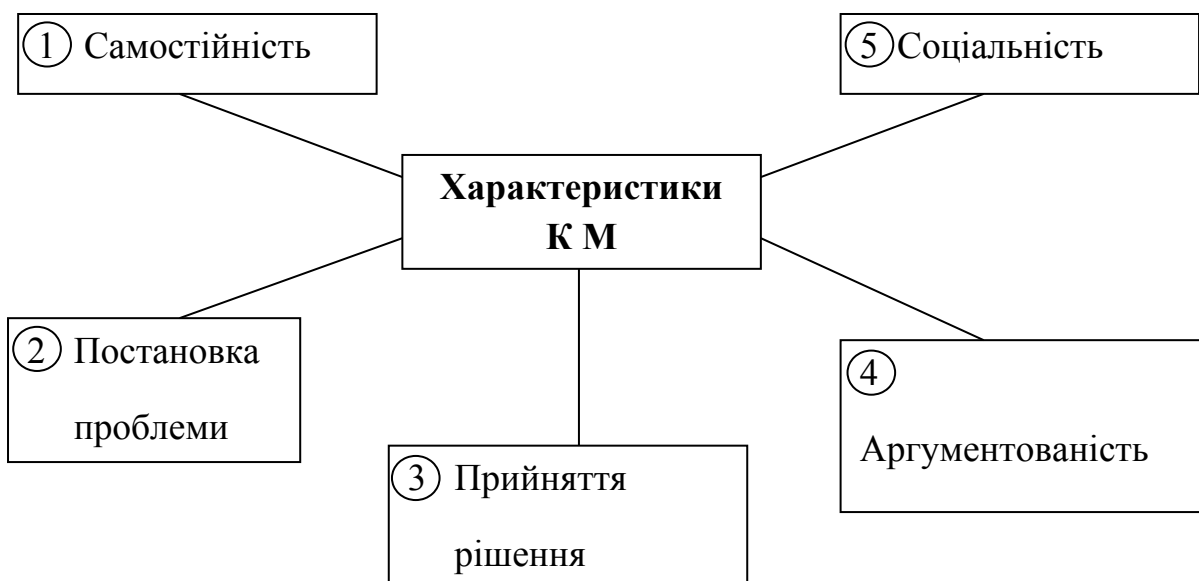 ① Самостійність
⑤ Соціальність
Характеристики
К М
② Постановка
проблеми
④
Аргументованість
③ Прийняття
рішення